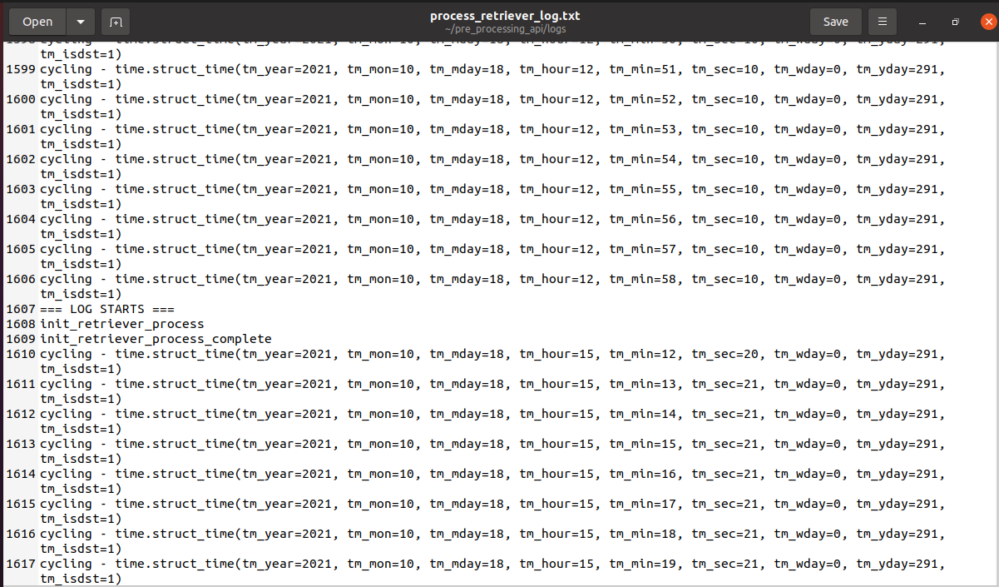 Open
process_retriever_log.txt
~/pre_processing_api/logs
Save
tm_isdst=1)
1599 cycling - time.struct_time(tm_year=2021, tm_mon=10, tm_mday=18, tm_hour=12, tm_min=51, tm_sec=10, tm_wday=0, tm_yday=291,
tm_isdst=1)
1600 cycling - time.struct_time(tm_year=2021, tm_mon=10, tm_mday=18, tm_hour=12, tm_min=52, tm_sec=10, tm_wday=0, tm_yday=291,
tm_isdst=1)
1601 cycling - time.struct_time(tm_year=2021, tm_mon=10, tm_mday=18, tm_hour=12, tm_min=53, tm_sec=10, tm_wday=0, tm_yday=291,
tm_isdst=1)
1602 cycling - time.struct_time(tm_year=2021, tm_mon=10, tm_mday=18, tm_hour=12, tm_min=54, tm_sec=10, tm_wday=0, tm_yday=291,
tm_isdst=1)
1603 cycling - time.struct_time(tm_year=2021, tm_mon=10, tm_mday=18, tm_hour=12, tm_min=55, tm_sec=10, tm_wday=0, tm_yday=291,
tm_isdst=1)
1604 cycling - time.struct_time(tm_year=2021, tm_mon=10, tm_mday=18, tm_hour=12, tm_min=56, tm_sec=10, tm_wday=0, tm_yday=291,
tm_isdst=1)
1605 cycling - time.struct_time(tm_year=2021, tm_mon=10, tm_mday=18, tm_hour=12, tm_min=57, tm_sec=10, tm_wday=0, tm_yday=291,
tm_isdst=1)
1606 cycling - time.struct_time(tm_year=2021, tm_mon=10, tm_mday=18, tm_hour=12, tm_min=58, tm_sec=10, tm_wday=0, tm_yday=291,
tm_isdst=1)
1607 === LOG STARTS ===
1608 init_retriever_process
1609 init_retriever_process_complete
1610 cycling - time.struct_time(tm_year=2021, tm_mon=10, tm_mday=18, tm_hour=15, tm_min=12, tm_sec=20, tm_wday=0, tm_yday=291,
tm_isdst=1)
1611 cycling - time.struct_time(tm_year=2021, tm_mon=10, tm_mday=18, tm_hour=15, tm_min=13, tm_sec=21, tm_wday=0, tm_yday=291,
tm_isdst=1)
1612 cycling - time.struct_time(tm_year=2021, tm_mon=10, tm_mday=18, tm_hour=15, tm_min=14, tm_sec=21, tm_wday=0, tm_yday=291,
tm_isdst=1)
1613 cycling - time.struct_time(tm_year=2021, tm_mon=10, tm_mday=18, tm_hour=15, tm_min=15, tm_sec=21, tm_wday=0, tm_yday=291,
tm_isdst=1)
1614 cycling - time.struct_time(tm_year=2021, tm_mon=10, tm_mday=18, tm_hour=15, tm_min=16, tm_sec=21, tm_wday=0, tm_yday=291,
tm_isdst=1)
1615 cycling - time.struct_time(tm_year=2021, tm_mon=10, tm_mday=18, tm_hour=15, tm_min=17, tm_sec=21, tm_wday=0, tm_yday=291,
tm_isdst=1)
1616 cycling - time.struct_time(tm_year=2021, tm_mon=10, tm_mday=18, tm_hour=15, tm_min=18, tm_sec=21, tm_wday=0, tm_yday=291,
tm_isdst=1)
1617 cycling - time.struct_time(tm_year=2021, tm_mon=10, tm_mday=18, tm_hour=15, tm_min=19, tm_sec=21, tm_wday=0, tm_yday=291,
tm_isdst=1)